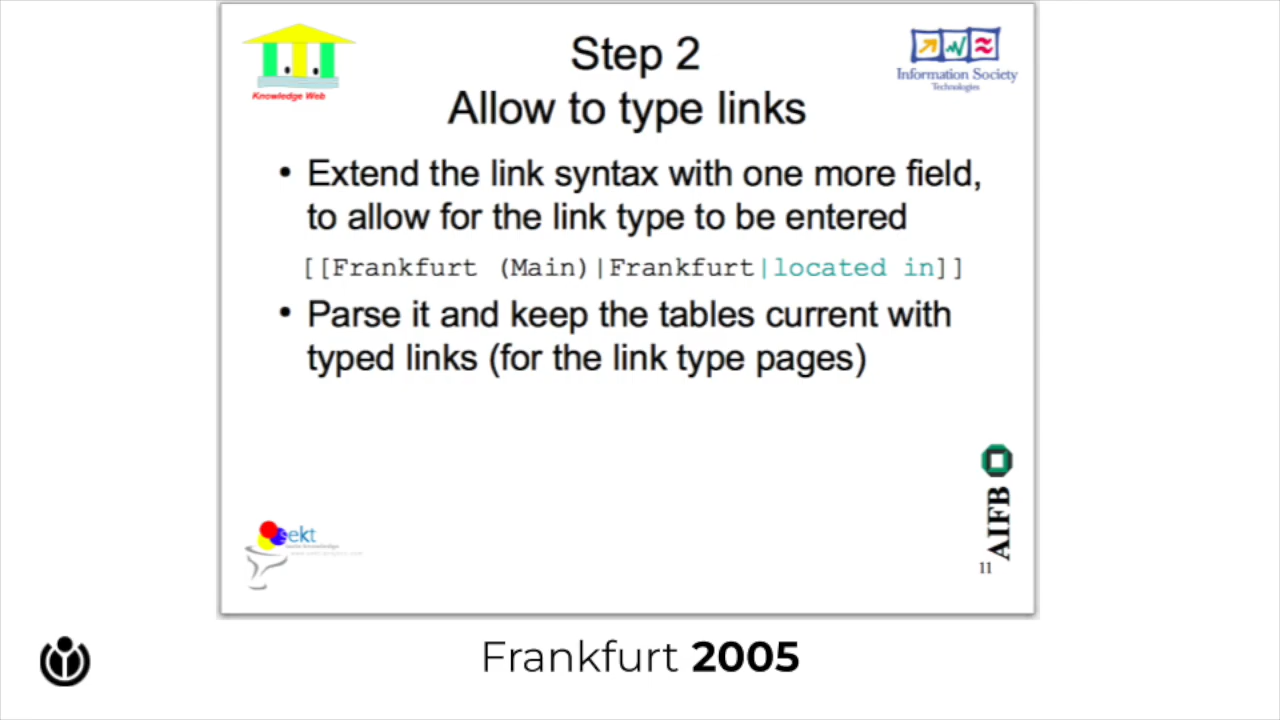 Knowledge Web
Information Society
Technologies
Step 2
Allow to type links
• Extend the link syntax with one more field,
to allow for the link type to be entered
[[Frankfurt (Main)|Frankfurt|located in]]
• Parse it and keep the tables current with
typed links (for the link type pages)
sekt
AIFB
11
Frankfurt 2005